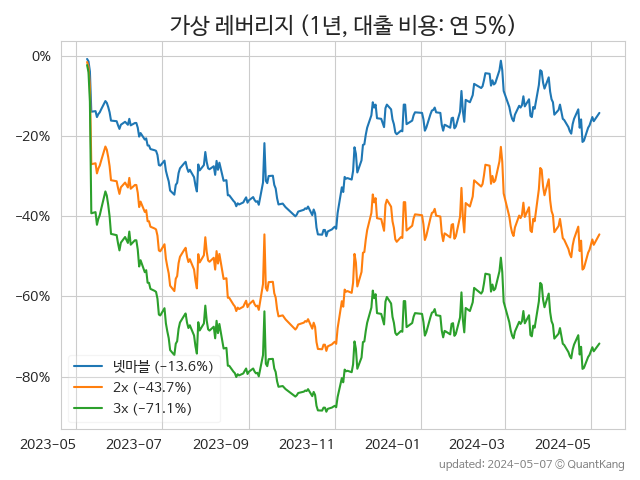 가상 레버리지 (1년, 대출 비용: 연 5%)
0%
−20%
−40%
−60%
−80%
넷마블 (−13.6%)
2x (−43.7%)
3x (−71.1%)
2023-05 2023-07 2023-09 2023-11 2024-01 2024-03 2024-05
updated: 2024-05-07 © QuantKang